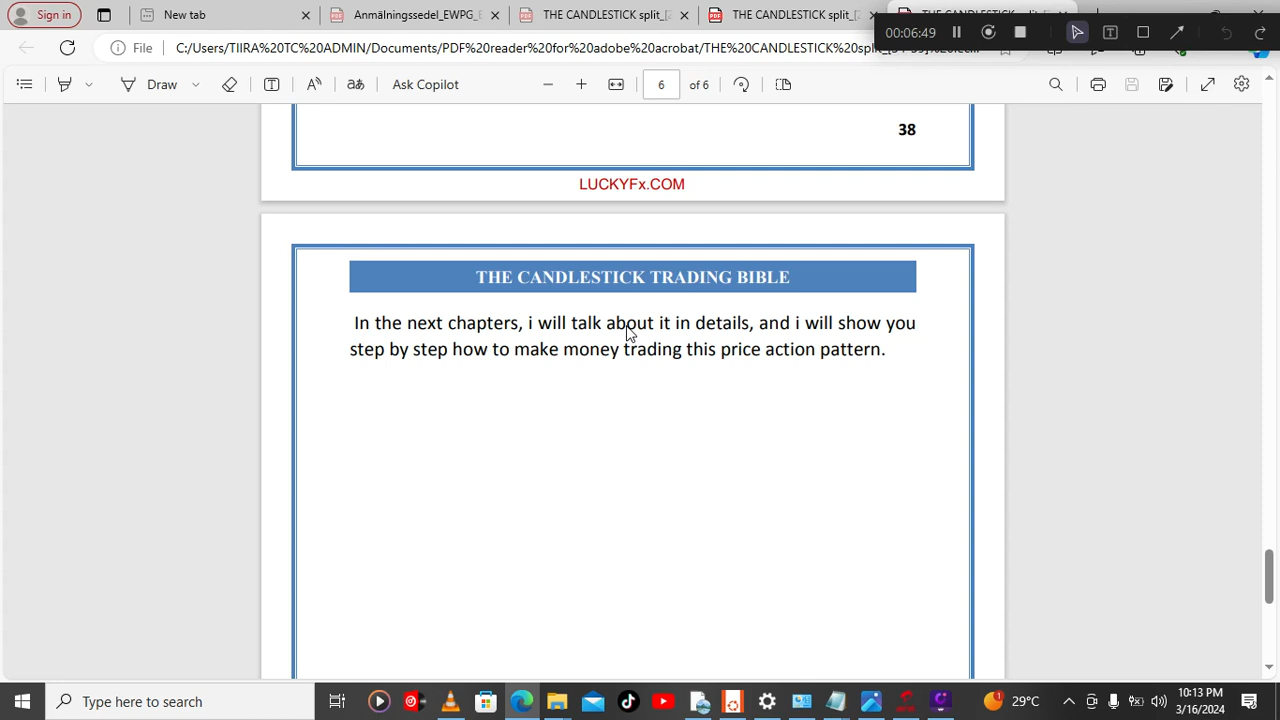 Sign in
New tab
Anmälningssedel_EWPG_E
THE CANDLESTICK split_[
THE CANDLESTICK split_[2
00:06:49
File
C:/Users/TIIRA%20TC%20ADMIN/Documents/PDF%20reader%20for%20adobe%20acrobat/THE%20CANDLESTICK%20spl
Draw
Ask Copilot
6
of 6
38
LUCKYFx.COM
THE CANDLESTICK TRADING BIBLE
In the next chapters, i will talk about it in details, and i will show you
step by step how to make money trading this price action pattern.
Type here to search
1
29°C
10:13 PM
3/16/2024